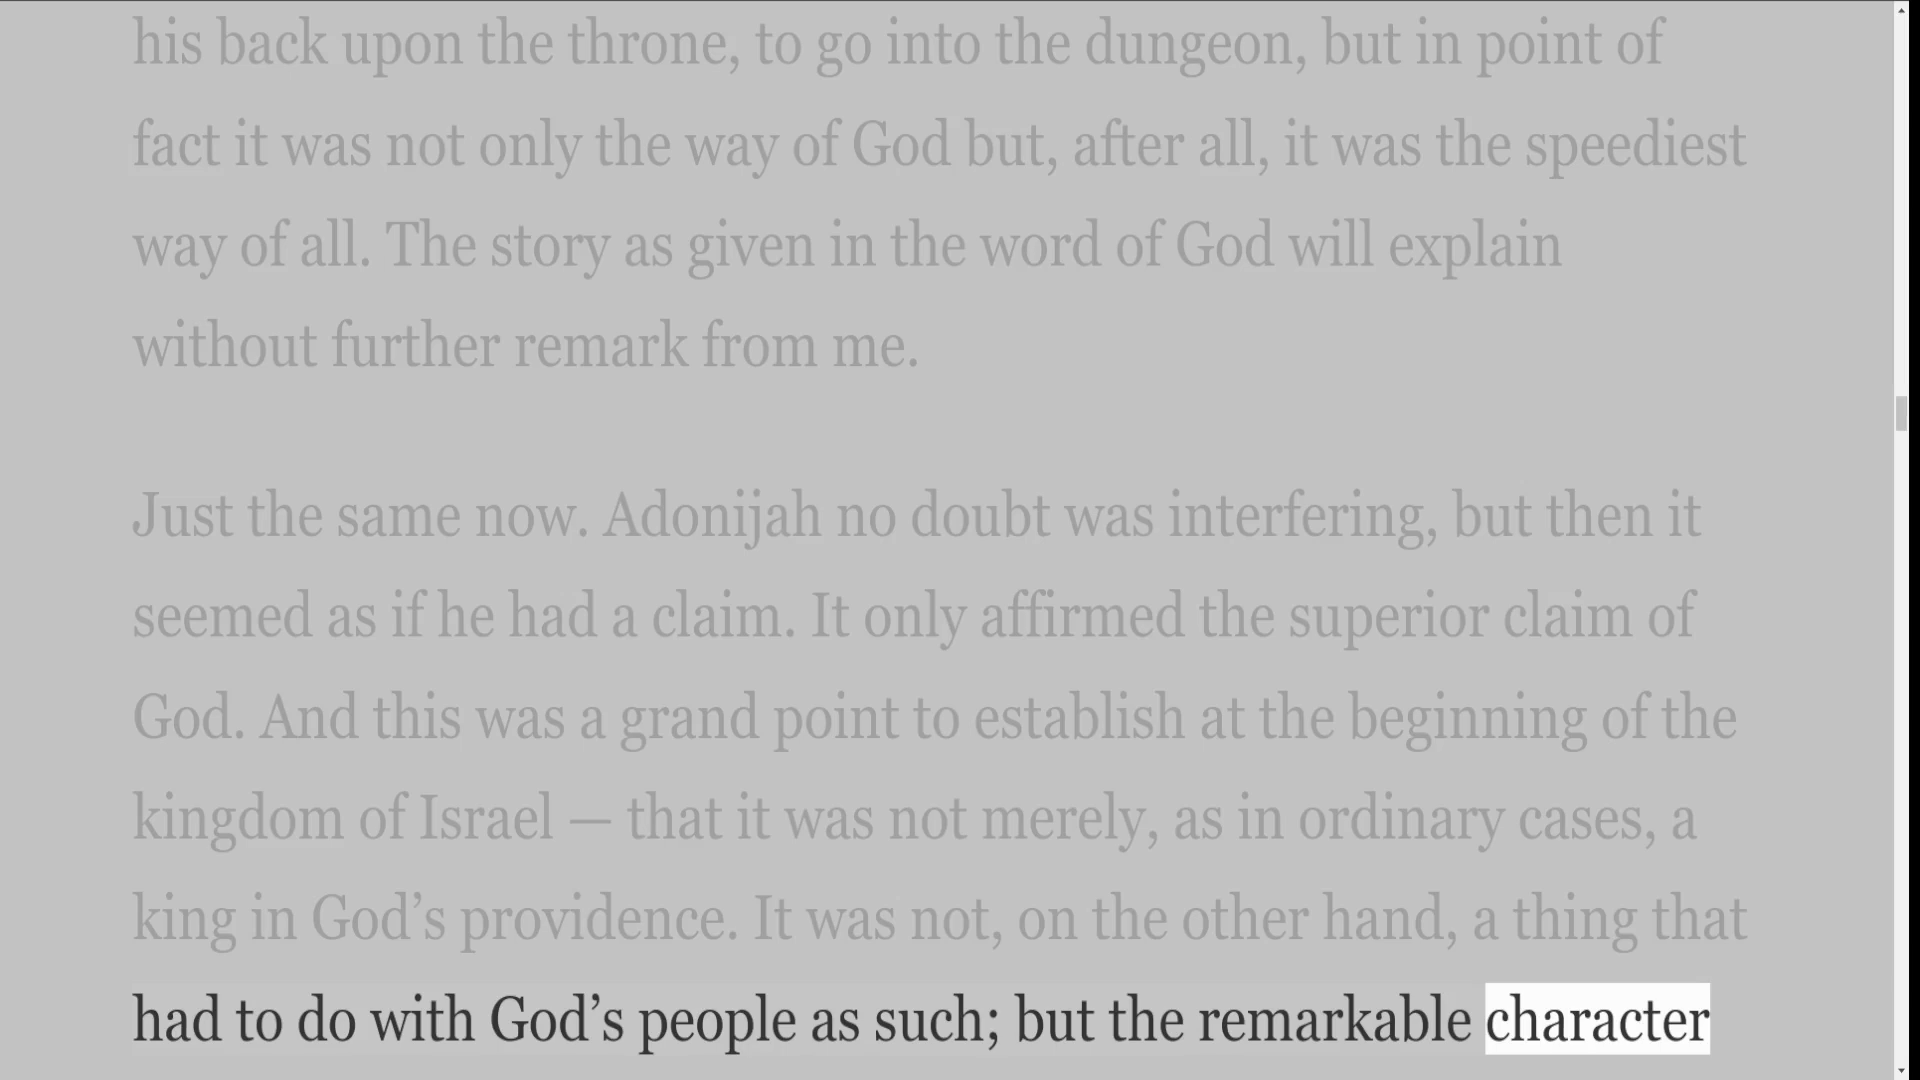 his back upon the throne, to go into the dungeon, but in point of
fact it was not only the way of God but, after all, it was the speediest
way of all. The story as given in the word of God will explain
without further remark from me.
Just the same now. Adonijah no doubt was interfering, but then it
seemed as if he had a claim. It only affirmed the superior claim of
God. And this was a grand point to establish at the beginning of the
kingdom of Israel — that it was not merely, as in ordinary cases, a
king in God’s providence. It was not, on the other hand, a thing that
had to do with God’s people as such; but the remarkable character